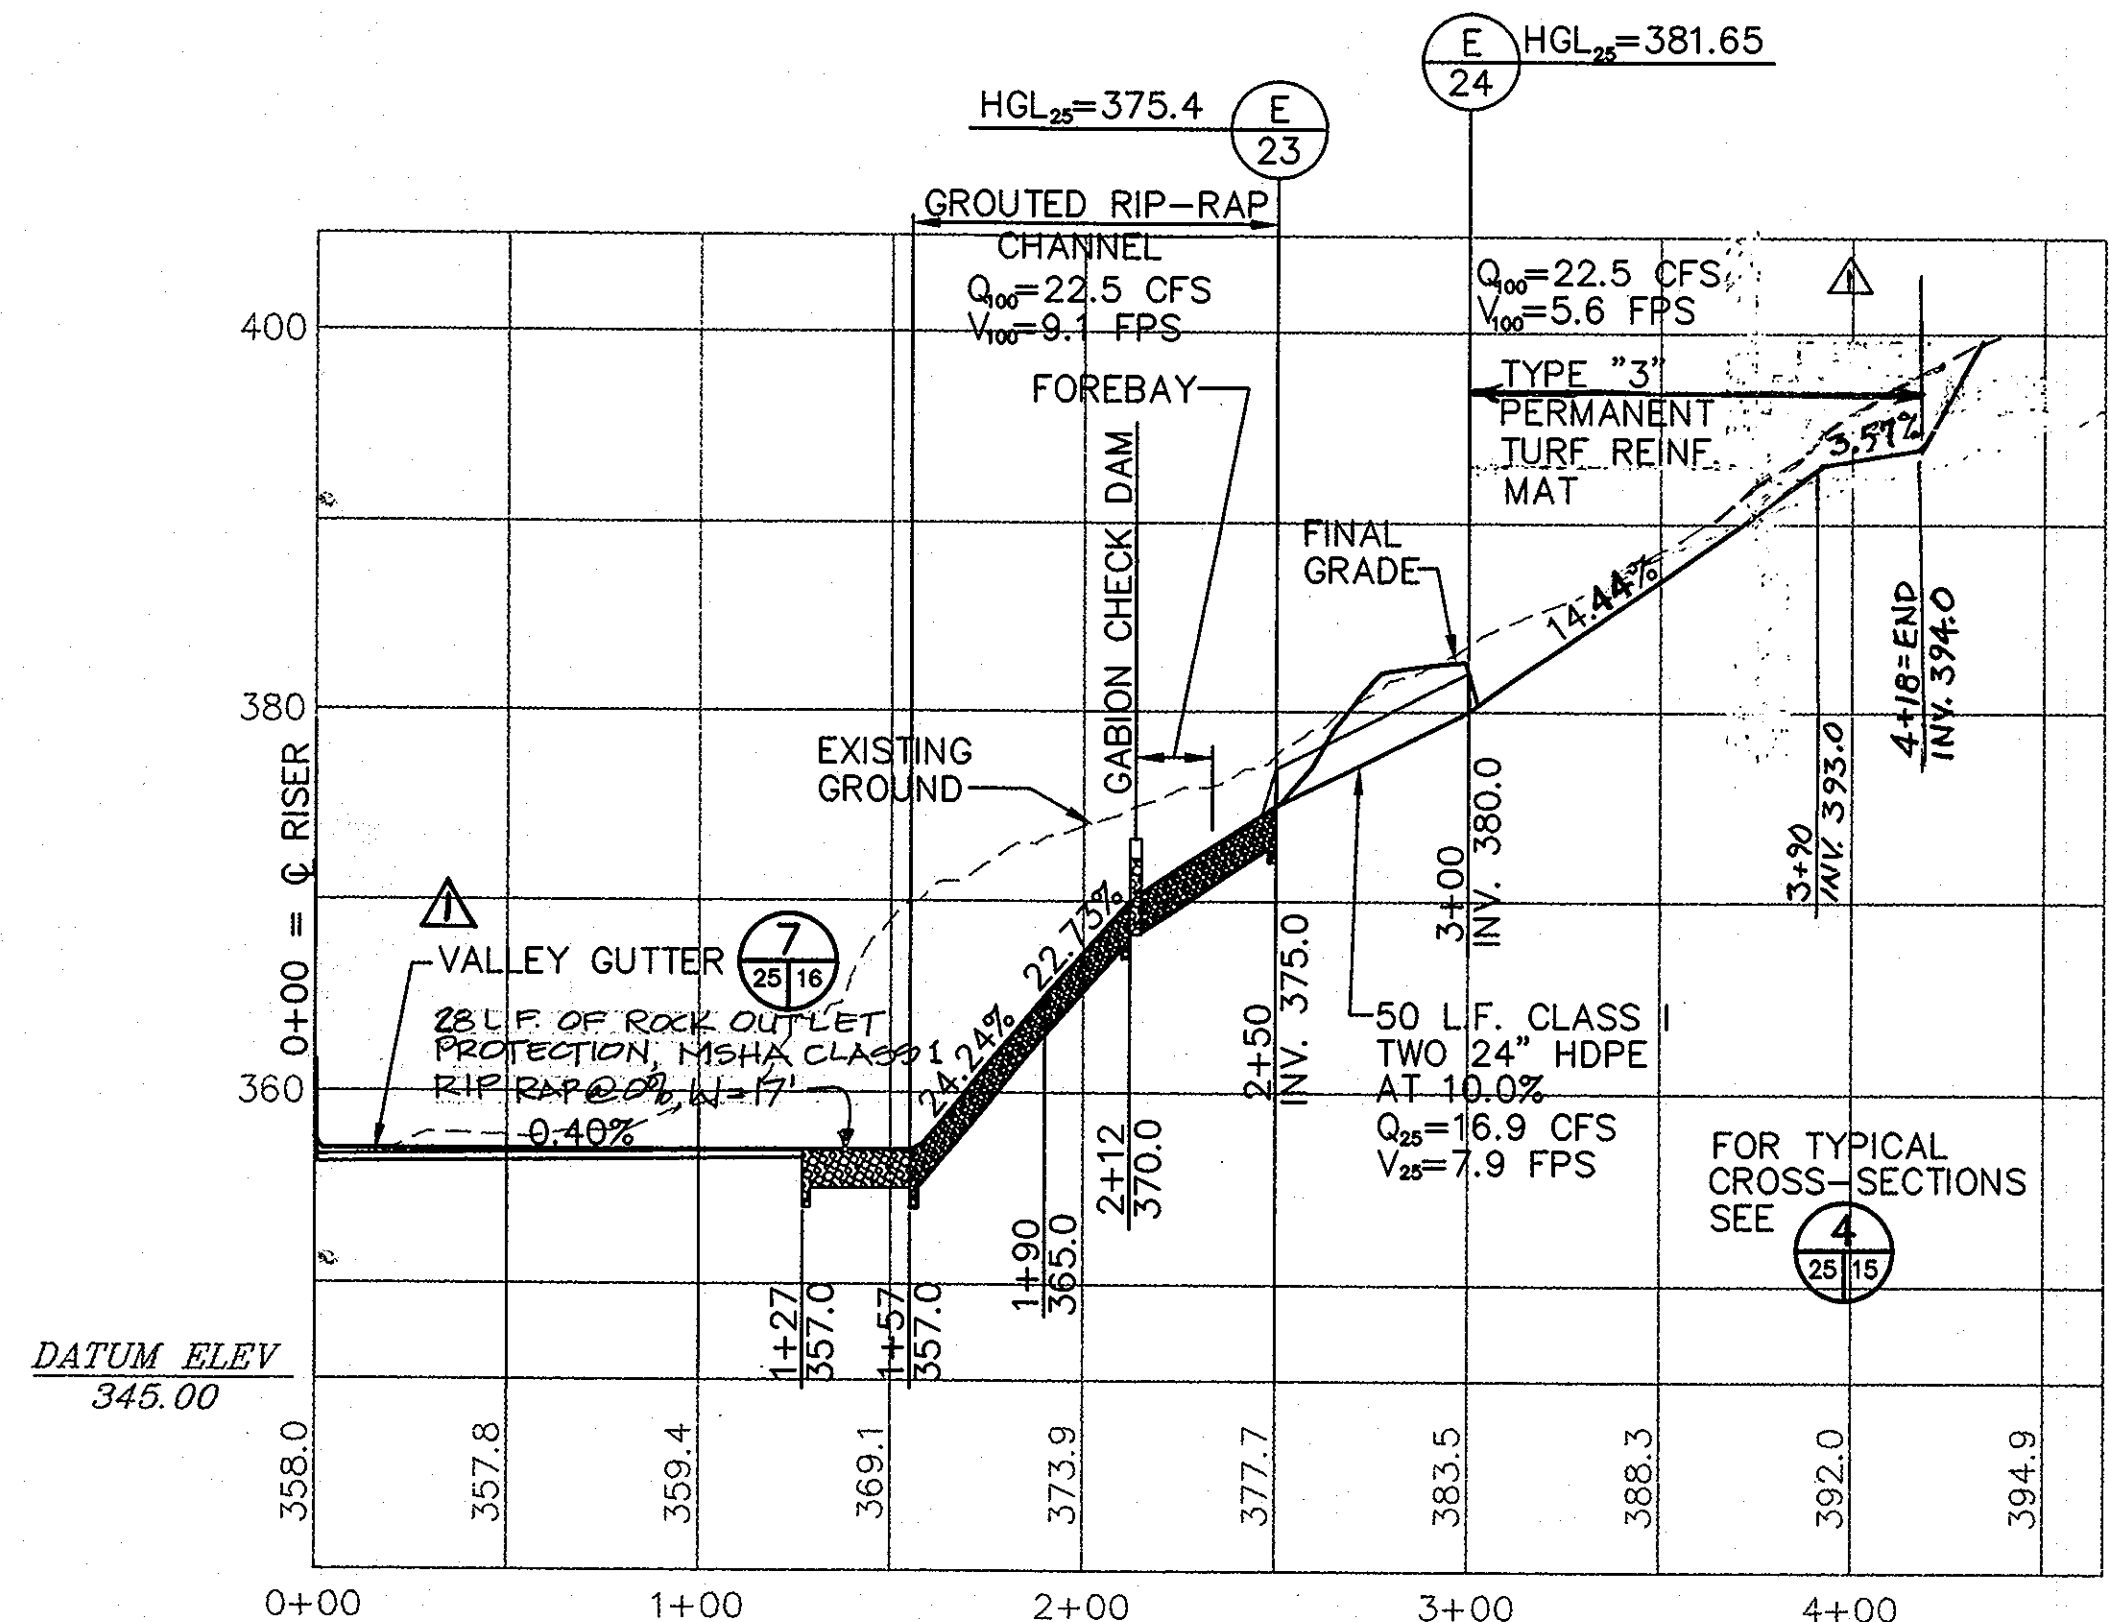 E
24
HGL25=381.65
HGL25=375.4
E
23
GROUTED RIP-RAP
CHANNEL
Q100=22.5 CFS
V100=9.1 FPS
Q100=22.5 CFS
V100=5.6 FPS
1
400
FOREBAY
TYPE "3"
PERMANENT
TURF REINF.
MAT
3.57%
GABION CHECK DAM
FINAL
GRADE
14.44%
4+18=END
INV. 394.0
380
EXISTING
GROUND
0+00 = ℄ RISER
3+00
INV. 380.0
3+90
INV. 393.0
1
VALLEY GUTTER
7
25 16
22.73%
28 L.F. OF ROCK OUTLET
PROTECTION, MSHA CLASS 1
RIP RAP @ 0%, W=17'
24.24%
2+50
INV. 375.0
50 L.F. CLASS I
TWO 24" HDPE
AT 10.0%
Q25=16.9 CFS
V25=7.9 FPS
360
0.40%
2+12
370.0
FOR TYPICAL
CROSS-SECTIONS
SEE
4
25 15
1+90
365.0
1+27
357.0
1+57
357.0
DATUM ELEV
345.00
358.0
357.8
359.4
369.1
373.9
377.7
383.5
388.3
392.0
394.9
0+00
1+00
2+00
3+00
4+00